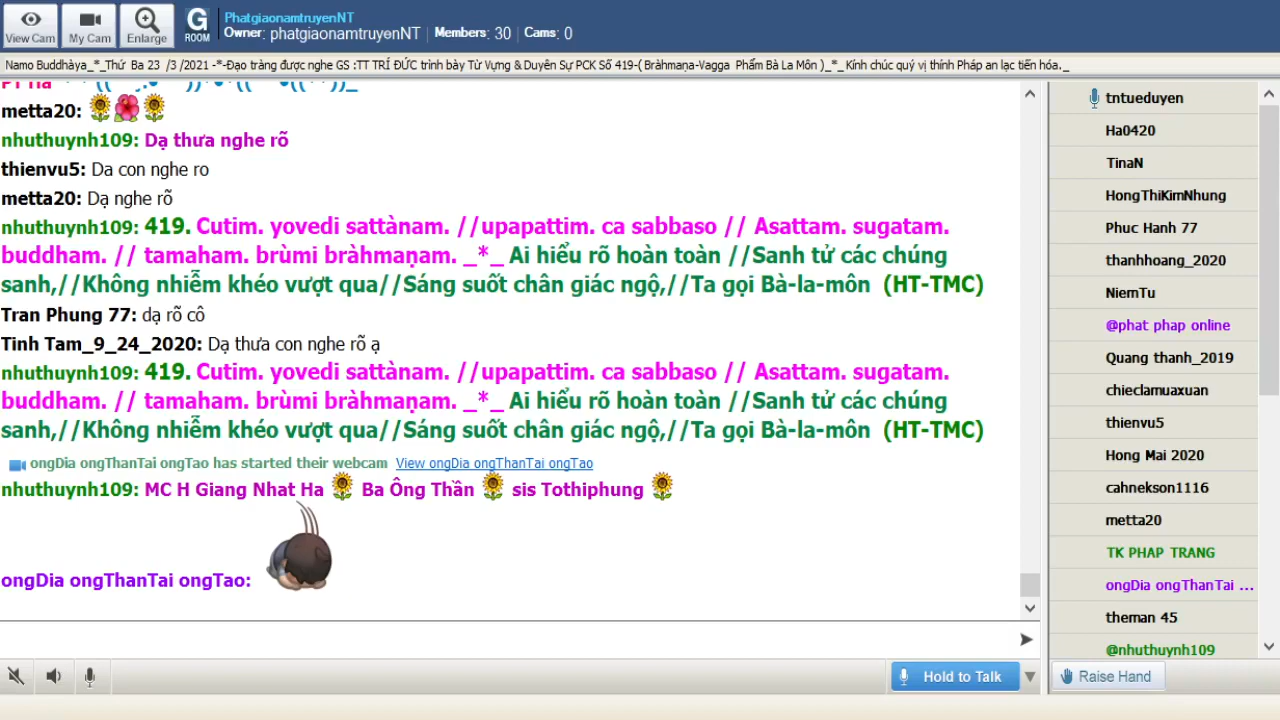 View Cam
My Cam
Enlarge
G
ROOM
PhatgiaonamtruyenNT
Owner: phatgiaonamtruyenNT | Members: 30 | Cams: 0
Namo Buddhàya_*_Thứ Ba 23 /3 /2021 -*-Đạo tràng được nghe GS :TT TRÍ ĐỨC trình bày Từ Vựng & Duyên Sự PCK Số 419-( Bràhmaṇa-Vagga Phẩm Bà La Môn )_*_ Kính chúc quý vị thính Pháp an lạc tiến hóa._
metta20:
nhuthuynh109: Dạ thưa nghe rõ
thienvu5: Da con nghe ro
metta20: Dạ nghe rõ
nhuthuynh109: 419. Cutim. yovedi sattànam. //upapattim. ca sabbaso // Asattam. sugatam.
buddham. // tamaham. brùmi bràhmaṇam. _*_ Ai hiểu rõ hoàn toàn //Sanh tử các chúng
sanh,//Không nhiễm khéo vượt qua//Sáng suốt chân giác ngộ,//Ta gọi Bà-la-môn (HT-TMC)
Tran Phung 77: dạ rõ cô
Tinh Tam_9_24_2020: Dạ thưa con nghe rõ ạ
nhuthuynh109: 419. Cutim. yovedi sattànam. //upapattim. ca sabbaso // Asattam. sugatam.
buddham. // tamaham. brùmi bràhmaṇam. _*_ Ai hiểu rõ hoàn toàn //Sanh tử các chúng
sanh,//Không nhiễm khéo vượt qua//Sáng suốt chân giác ngộ,//Ta gọi Bà-la-môn (HT-TMC)
ongDia ongThanTai ongTao has started their webcam View ongDia ongThanTai ongTao
nhuthuynh109: MC H Giang Nhat Ha Ba Ông Thần sis Tothiphung
ongDia ongThanTai ongTao:
Hold to Talk
tntueduyen
Ha0420
TinaN
HongThiKimNhung
Phuc Hanh 77
thanhhoang_2020
NiemTu
@phat phap online
Quang thanh_2019
chieclamuaxuan
thienvu5
Hong Mai 2020
cahnekson1116
metta20
TK PHAP TRANG
ongDia ongThanTai ...
theman 45
@nhuthuynh109
Raise Hand